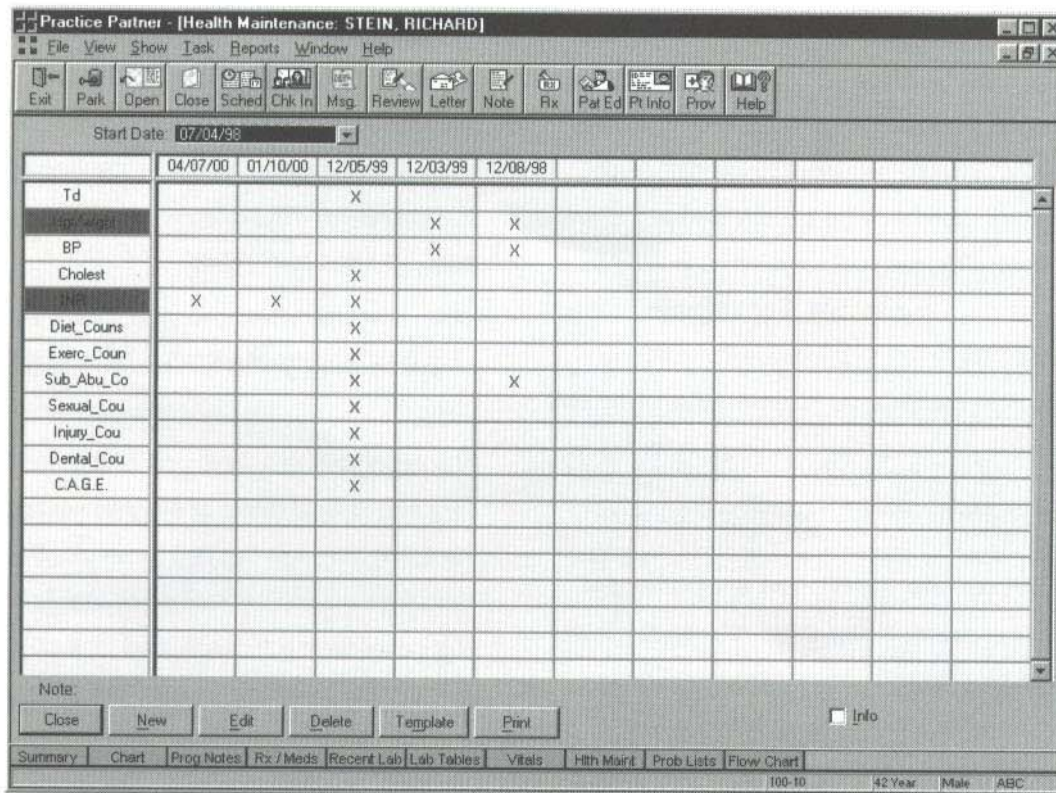 Practice Partner - [Health Maintenance: STEIN, RICHARD]
File View Show Task Reports Window Help
Exit Park Open Close Sched Chk In Msg. Review Letter Note Rx Pat Ed Pt Info Prov Help
Start Date: 07/04/98
04/07/00 01/10/00 12/05/99 12/03/99 12/08/98
Td X
X X
BP X X
Cholest X
X X X
Diet_Couns X
Exerc_Coun X
Sub_Abu_Co X X
Sexual_Cou X
Injury_Cou X
Dental_Cou X
C.A.G.E. X
Note:
Close New Edit Delete Template Print Info
Summary Chart Prog Notes Rx / Meds Recent Lab Lab Tables Vitals Hlth Maint Prob Lists Flow Chart
100-10 42 Year Male ABC